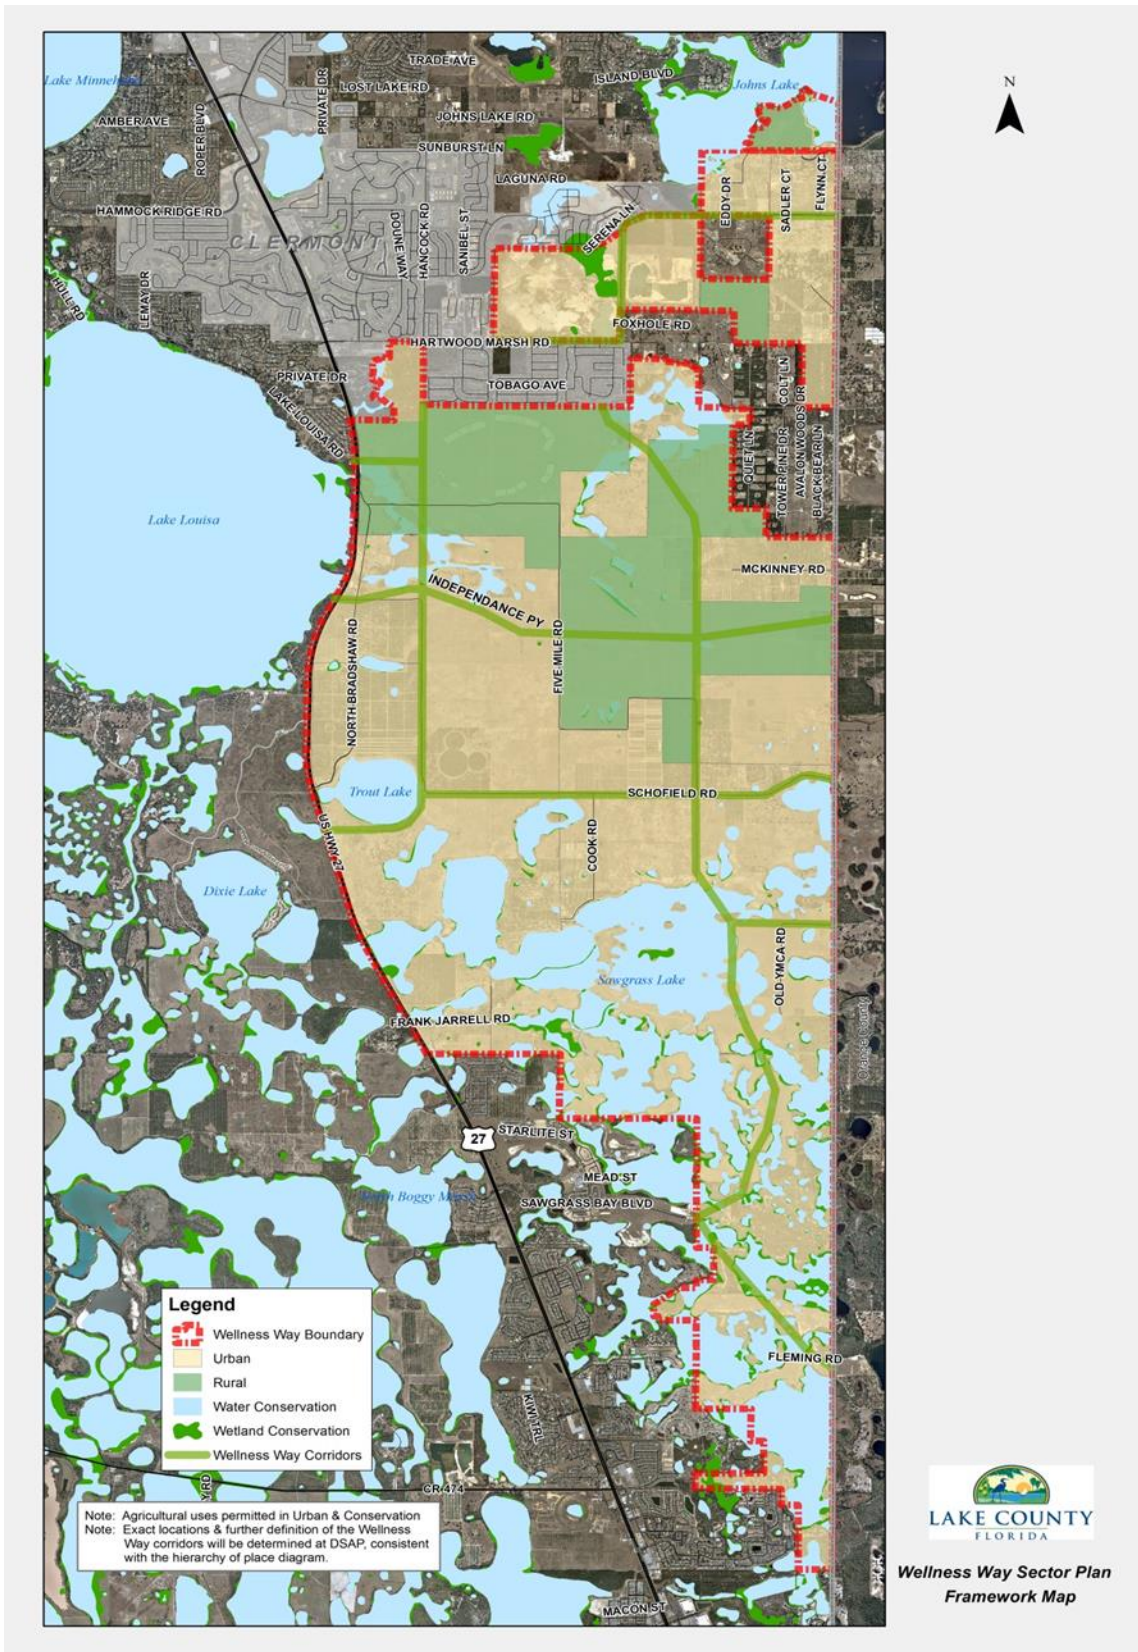 TRADE AVE
ISLAND BLVD
Lake Minneh
LOST LAKE RD
Johns Lake
PRIVATE DR
AMBER AVE
ROPER BLVD
JOHNS LAKE RD
SUNBURST LN
LAGUNA RD
EDDY DR
SADLER CT
FLYNN CT
HAMMOCK RIDGE RD
CLERMONT
DOUNE WAY
HANCOCK RD
SANIBEL ST
SERENA LN
HULL RD
LEMAY DR
FOXHOLE RD
HARTWOOD MARSH RD
PRIVATE DR
TOBAGO AVE
COLT LN
LAKE LOUISA RD
QUIET LN
TOWER PINE DR
AVALON WOODS DR
BLACK BEAR LN
Lake Louisa
MCKINNEY RD
INDEPENDANCE PY
NORTH BRADSHAW RD
FIVE MILE RD
Trout Lake
SCHOFIELD RD
US HWY 27
COOK RD
Dixie Lake
OLD YMCA RD
Sawgrass Lake
FRANK JARRELL RD
Orange County
27
STARLITE ST
MEAD ST
SAWGRASS BAY BLVD
FLEMING RD
KIWI TRL
CR 474
Y RD
MACON ST
Legend
Wellness Way Boundary
Urban
Rural
Water Conservation
Wetland Conservation
Wellness Way Corridors
Note: Agricultural uses permitted in Urban & Conservation
Note: Exact locations & further definition of the Wellness
Way corridors will be determined at DSAP, consistent
with the hierarchy of place diagram.
N
LAKE COUNTY
FLORIDA
Wellness Way Sector Plan
Framework Map